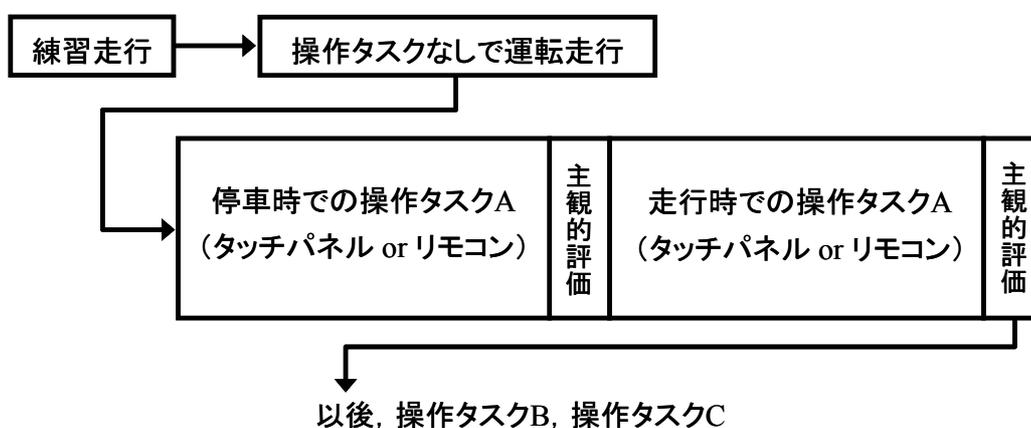 練習走行
操作タスクなしで運転走行
停車時での操作タスクA
（タッチパネル or リモコン）
主観的評価
走行時での操作タスクA
（タッチパネル or リモコン）
主観的評価
以後, 操作タスクB, 操作タスクC